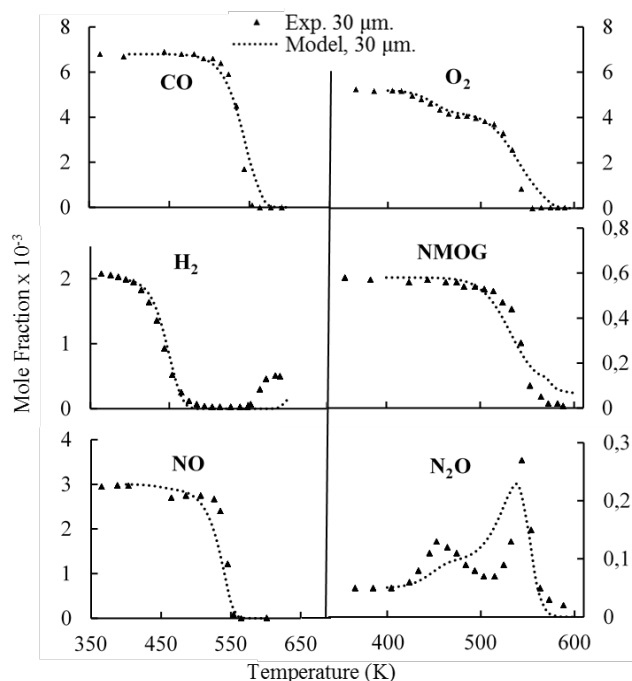 Exp. 30 µm.
Model, 30 µm.
8
6
4
2
0
CO
8
6
4
2
0
O2
2
1
0
H2
0,8
0,6
0,4
0,2
0
NMOG
4
3
2
1
0
NO
0,3
0,2
0,1
0
N2O
350 450 550 650
400 500 600
Mole Fraction x 10-3
Temperature (K)